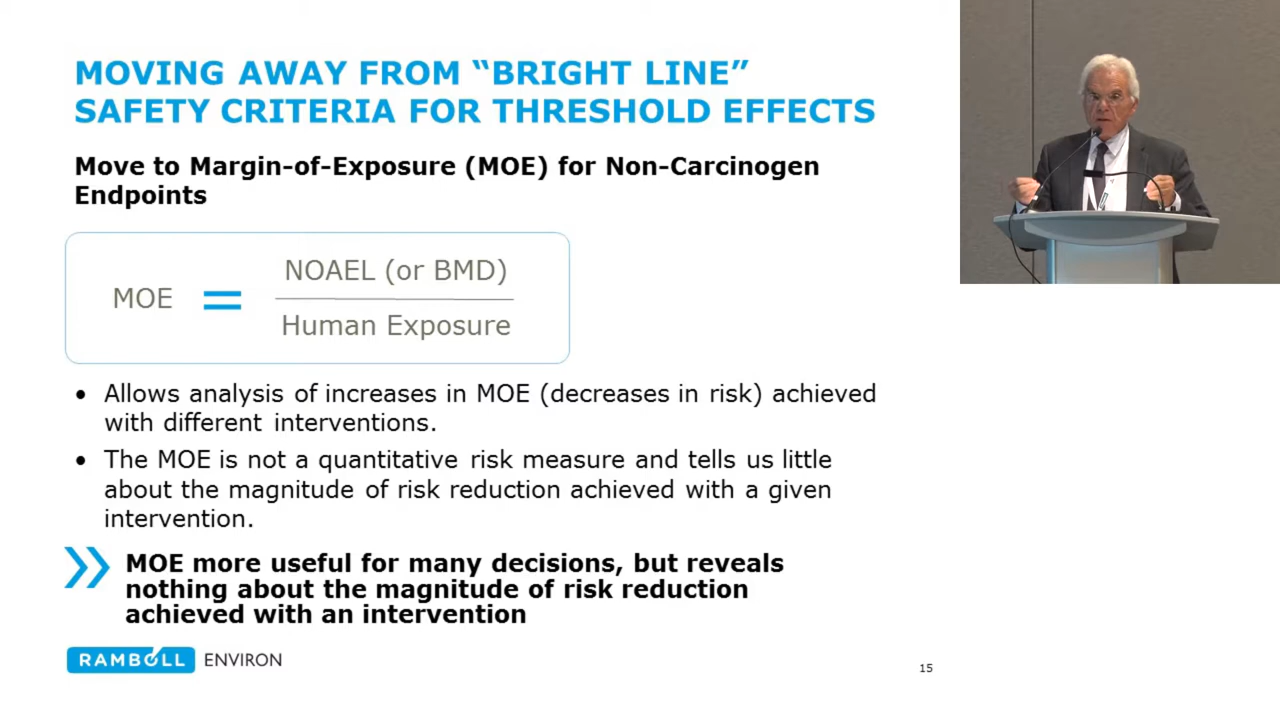 MOVING AWAY FROM “BRIGHT LINE”
SAFETY CRITERIA FOR THRESHOLD EFFECTS
Move to Margin-of-Exposure (MOE) for Non-Carcinogen
Endpoints
MOE = NOAEL (or BMD)
Human Exposure
• Allows analysis of increases in MOE (decreases in risk) achieved
with different interventions.
• The MOE is not a quantitative risk measure and tells us little
about the magnitude of risk reduction achieved with a given
intervention.
MOE more useful for many decisions, but reveals
nothing about the magnitude of risk reduction
achieved with an intervention
RAMBOLL ENVIRON
15